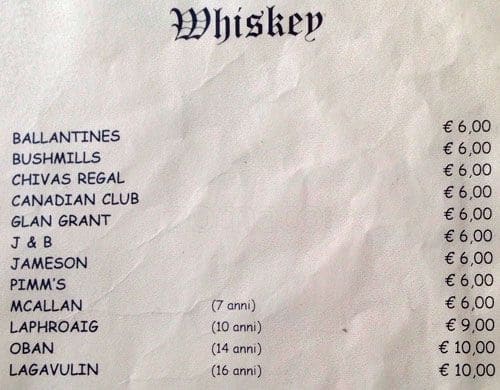 Whiskey
BALLANTINES € 6,00
BUSHMILLS € 6,00
CHIVAS REGAL € 6,00
CANADIAN CLUB € 6,00
GLAN GRANT € 6,00
J & B € 6,00
JAMESON € 6,00
PIMM'S € 6,00
MCALLAN (7 anni) € 6,00
LAPHROAIG (10 anni) € 9,00
OBAN (14 anni) € 10,00
LAGAVULIN (16 anni) € 10,00